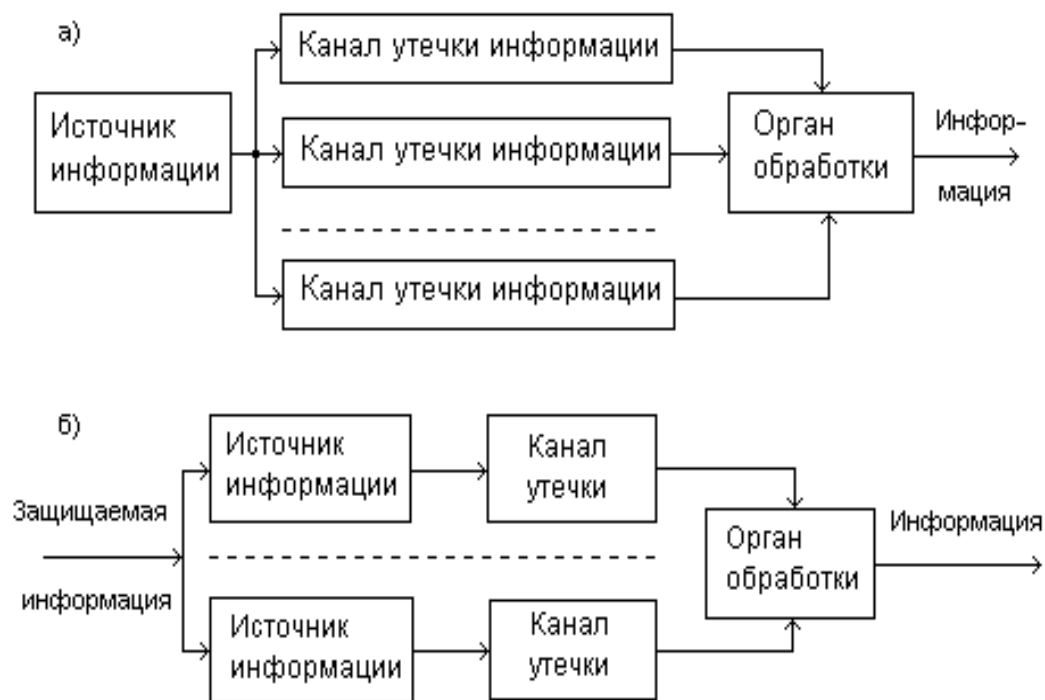 а)
Канал утечки информации
Источник
информации
Канал утечки информации
Канал утечки информации
Орган
обработки
Инфор-
мация
б)
Защищаемая
информация
Источник
информации
Канал
утечки
Источник
информации
Канал
утечки
Орган
обработки
Информация